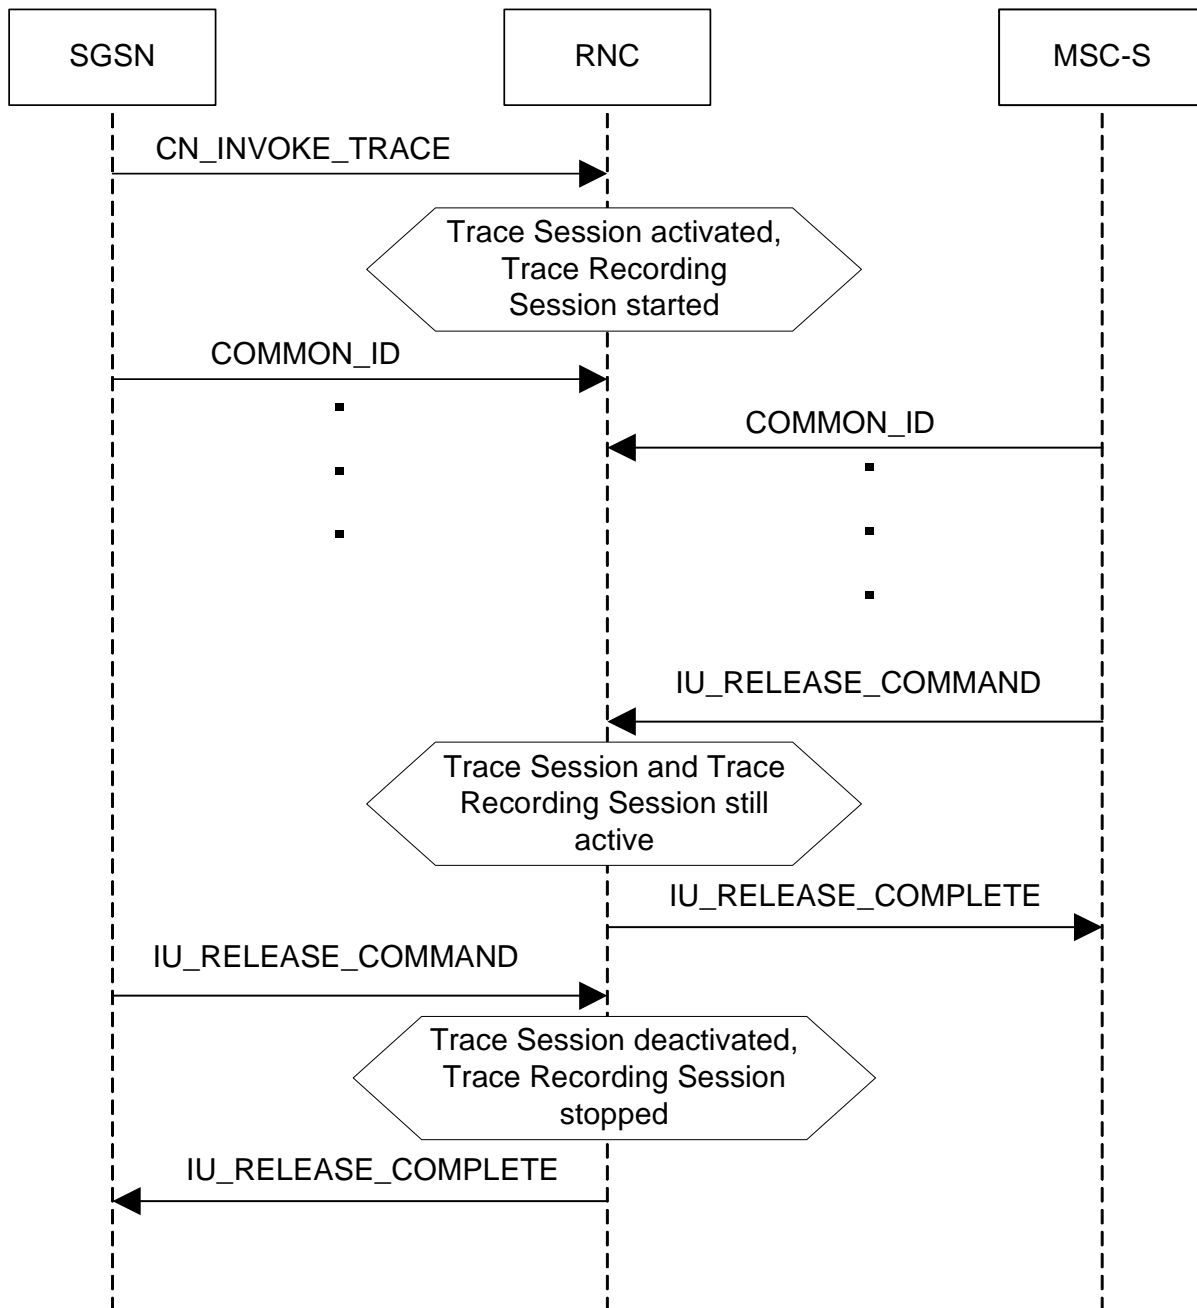 SGSN
RNC
MSC-S
CN_INVOKE_TRACE
Trace Session activated,
Trace Recording
Session started
COMMON_ID
COMMON_ID
IU_RELEASE_COMMAND
Trace Session and Trace
Recording Session still
active
IU_RELEASE_COMPLETE
IU_RELEASE_COMMAND
Trace Session deactivated,
Trace Recording Session
stopped
IU_RELEASE_COMPLETE